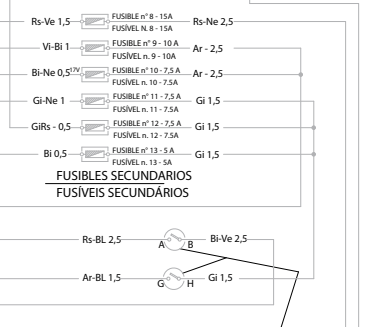 Rs-Ve 1,5 FUSIBLE n° 8 - 15A Rs-Ne 2,5
FUSÍVEL N. 8 - 15A
Vi-Bi 1 FUSIBLE n° 9 - 10 A Ar - 2,5
FUSÍVEL n. 9 - 10A
Bi-Ne 0,5 17V FUSIBLE n° 10 - 7,5 A Ar - 2,5
FUSÍVEL n. 10 - 7.5A
Gi-Ne 1 FUSIBLE n° 11 - 7,5 A Gi 1,5
FUSÍVEL n. 11 - 7.5A
GiRs - 0,5 FUSIBLE n° 12 - 7,5 A Gi 1,5
FUSÍVEL n. 12 - 7.5A
Bi 0,5 FUSIBLE n° 13 - 5 A Gi 1,5
FUSÍVEL n. 13 - 5A
FUSIBLES SECUNDARIOS
FUSÍVEIS SECUNDÁRIOS
Rs-BL 2,5 A B Bi-Ve 2,5
Ar-BL 1,5 G H Gi 1,5